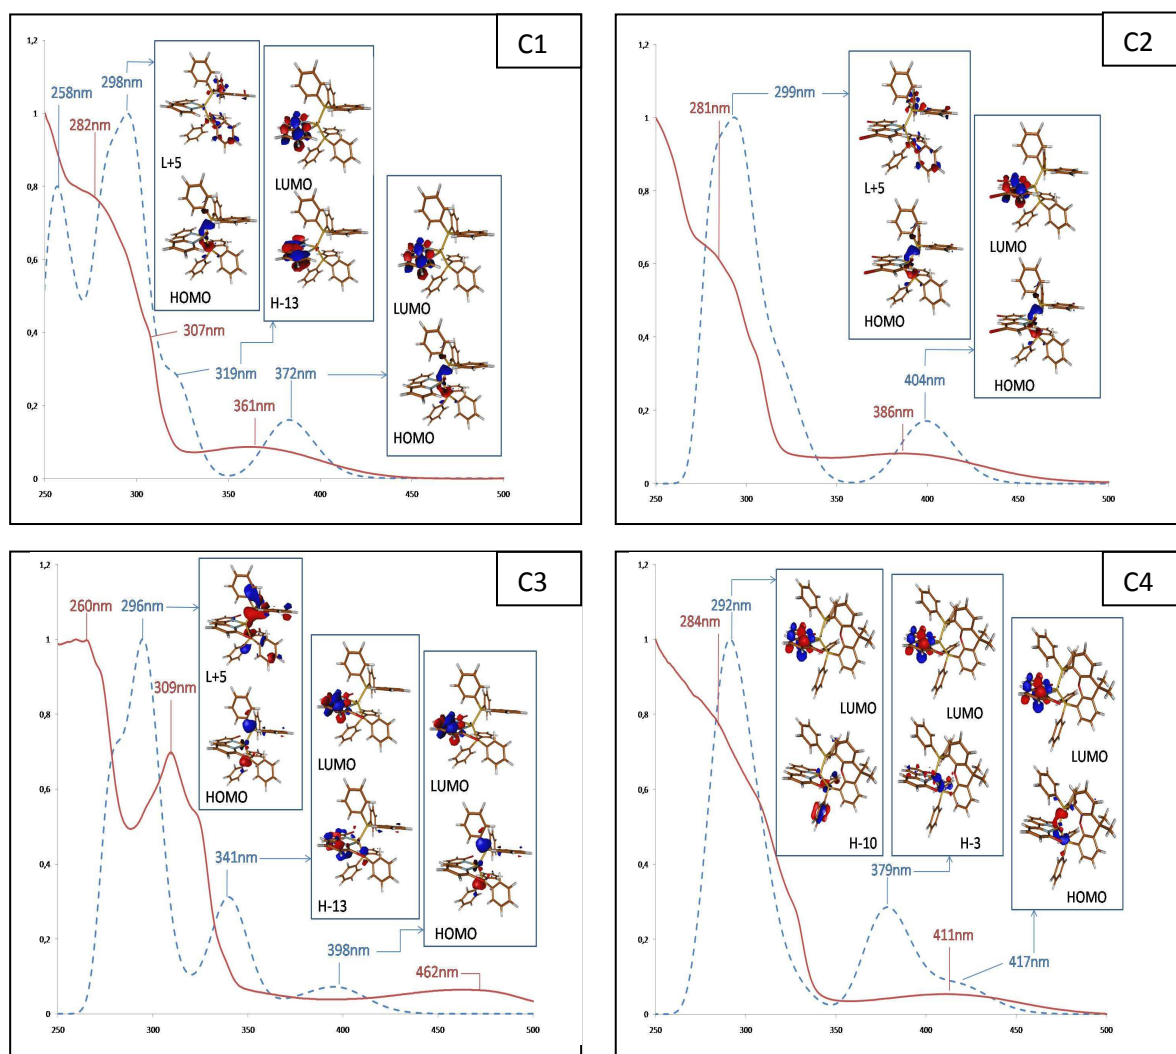 C1
1,2
1
0,8
0,6
0,4
0,2
0
250
300
350
400
450
500
258nm
298nm
282nm
307nm
319nm
372nm
361nm
L+5
HOMO
LUMO
H-13
LUMO
HOMO
C2
1,2
1
0,8
0,6
0,4
0,2
0
250
300
350
400
450
500
281nm
299nm
404nm
386nm
L+5
HOMO
LUMO
HOMO
C3
1,2
1
0,8
0,6
0,4
0,2
0
250
300
350
400
450
500
260nm
296nm
309nm
341nm
398nm
462nm
L+5
HOMO
LUMO
H-13
LUMO
HOMO
C4
1,2
1
0,8
0,6
0,4
0,2
0
250
300
350
400
450
500
292nm
284nm
379nm
411nm
417nm
LUMO
H-10
LUMO
H-3
LUMO
HOMO